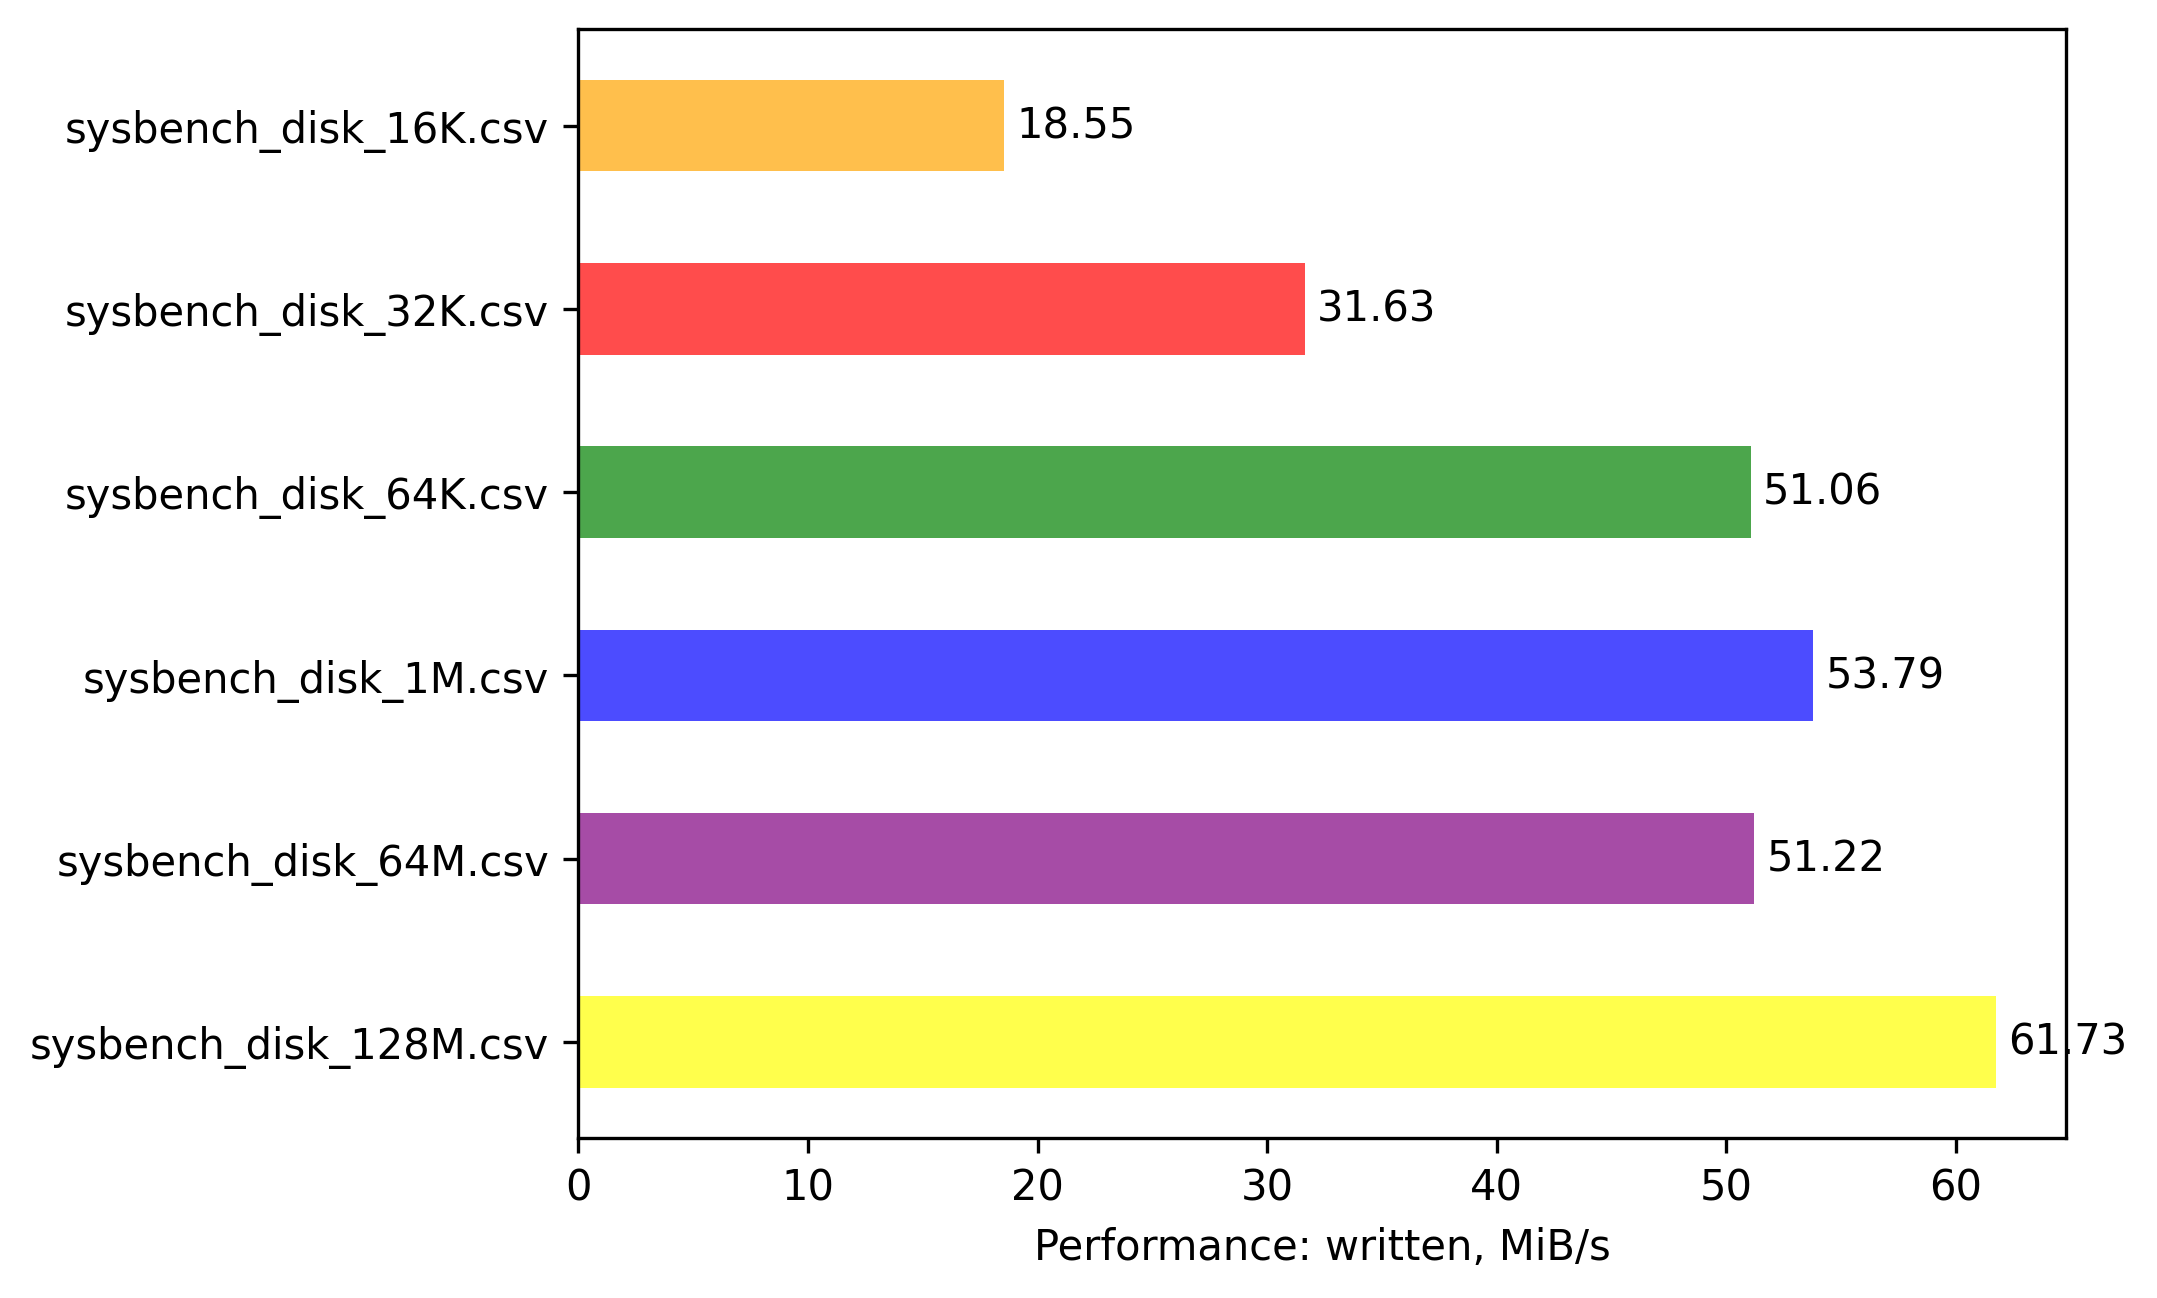 sysbench_disk_16K.csv
18.55
sysbench_disk_32K.csv
31.63
sysbench_disk_64K.csv
51.06
sysbench_disk_1M.csv
53.79
sysbench_disk_64M.csv
51.22
sysbench_disk_128M.csv
61.73
0 10 20 30 40 50 60
Performance: written, MiB/s